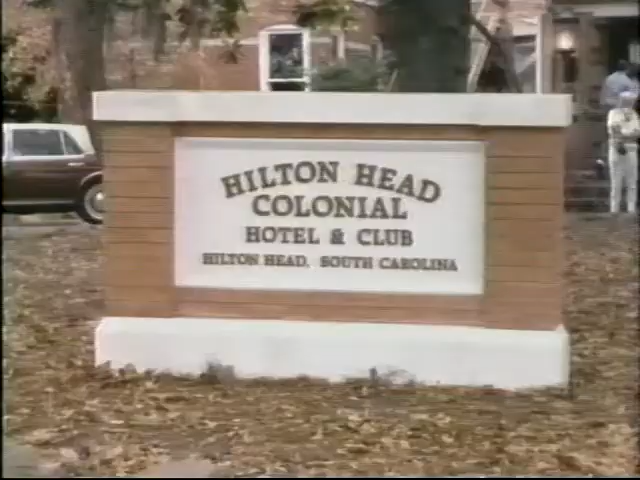 HILTON HEAD
COLONIAL
HOTEL & CLUB
HILTON HEAD, SOUTH CAROLINA